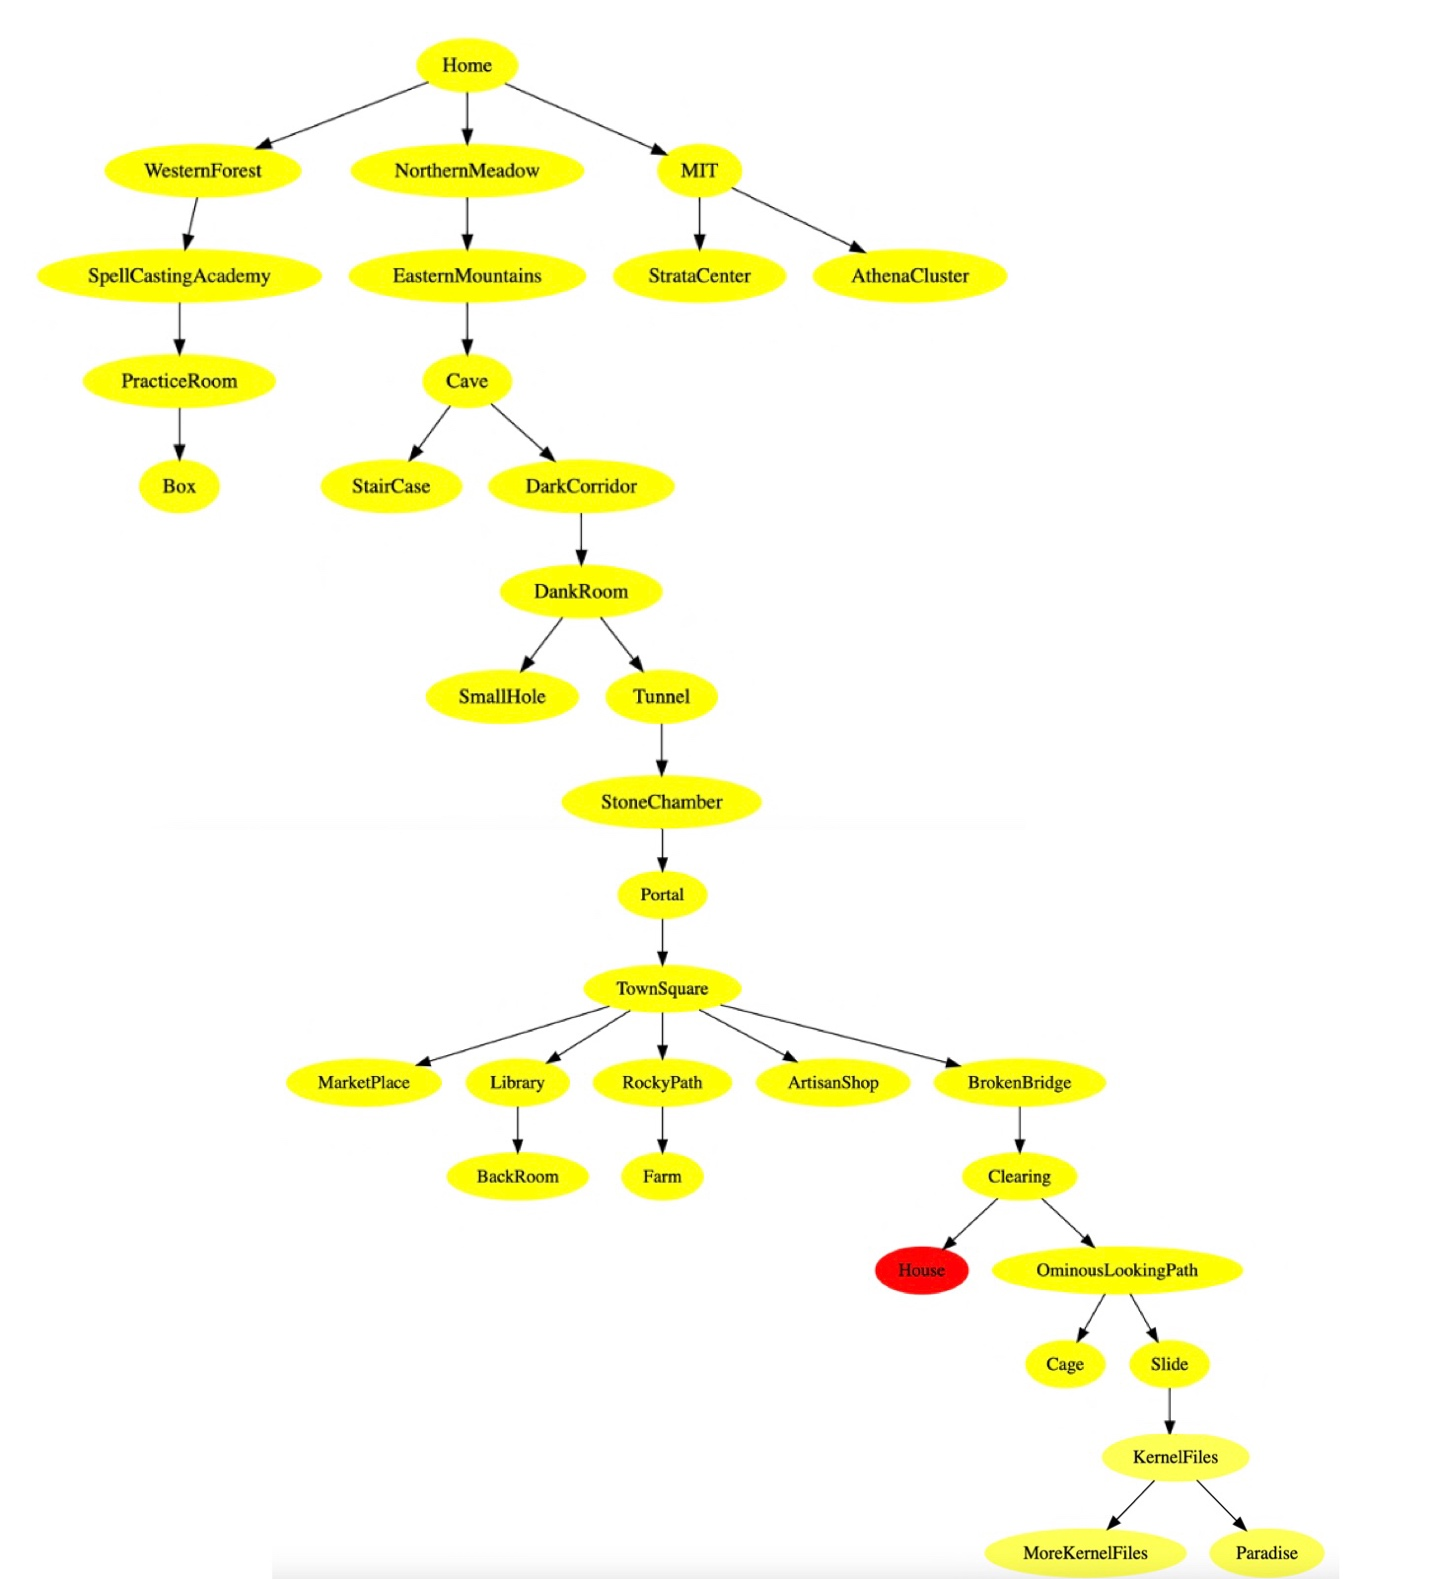 Home
WesternForest
NorthernMeadow
MIT
SpellCastingAcademy
EasternMountains
StrataCenter
AthenaCluster
PracticeRoom
Cave
Box
StairCase
DarkCorridor
DankRoom
SmallHole
Tunnel
StoneChamber
Portal
TownSquare
MarketPlace
Library
RockyPath
ArtisanShop
BrokenBridge
BackRoom
Farm
Clearing
House
OminousLookingPath
Cage
Slide
KernelFiles
MoreKernelFiles
Paradise